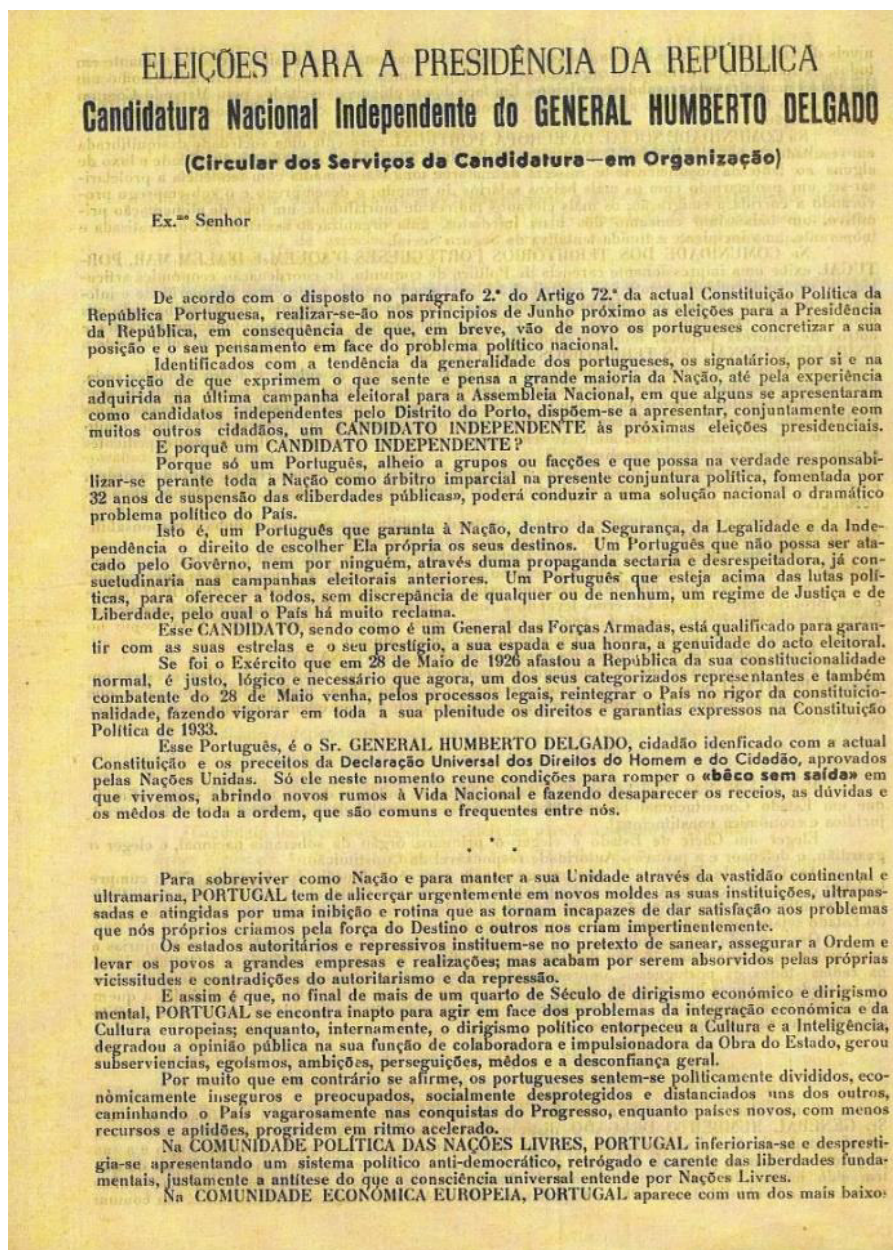 ELEIÇÕES PARA A PRESIDÊNCIA DA REPÚBLICA
Candidatura Nacional Independente do GENERAL HUMBERTO DELGADO
(Circular dos Serviços da Candidatura—em Organização)
Ex.mo Senhor
De acordo com o disposto no parágrafo 2.º do Artigo 72.º da actual Constituição Política da
República Portuguesa, realizar-se-ão nos princípios de Junho próximo as eleições para a Presidência
da República, em consequência de que, em breve, vão de novo os portugueses concretizar a sua
posição e o seu pensamento em face do problema político nacional.
Identificados com a tendência da generalidade dos portugueses, os signatários, por si e na
convicção de que exprimem o que sente e pensa a grande maioria da Nação, até pela experiência
adquirida na última campanha eleitoral para a Assembleia Nacional, em que alguns se apresentaram
como candidatos independentes pelo Distrito do Porto, dispõem-se a apresentar, conjuntamente com
muitos outros cidadãos, um CANDIDATO INDEPENDENTE às próximas eleições presidenciais.
E porquê um CANDIDATO INDEPENDENTE ?
Porque só um Português, alheio a grupos ou facções e que possa na verdade responsabi-
lizar-se perante toda a Nação como árbitro imparcial na presente conjuntura política, fomentada por
32 anos de suspensão das «liberdades públicas», poderá conduzir a uma solução nacional o dramático
problema político do País.
Isto é, um Português que garanta à Nação, dentro da Segurança, da Legalidade e da Inde-
pendência o direito de escolher Ela própria os seus destinos. Um Português que não possa ser ata-
cado pelo Govêrno, nem por ninguém, através duma propaganda sectaria e desrespeitadora, já con-
suetudinaria nas campanhas eleitorais anteriores. Um Português que esteja acima das lutas polí-
ticas, para oferecer a todos, sem discrepância de qualquer ou de nenhum, um regime de Justiça e de
Liberdade, pelo qual o País há muito reclama.
Esse CANDIDATO, sendo como é um General das Forças Armadas, está qualificado para garan-
tir com as suas estrelas e o seu prestígio, a sua espada e sua honra, a genuidade do acto eleitoral.
Se foi o Exército que em 28 de Maio de 1926 afastou a República da sua constitucionalidade
normal, é justo, lógico e necessário que agora, um dos seus categorizados representantes e também
combatente do 28 de Maio venha, pelos processos legais, reintegrar o País no rigor da constituicio-
nalidade, fazendo vigorar em toda a sua plenitude os direitos e garantias expressos na Constituição
Política de 1933.
Esse Português, é o Sr. GENERAL HUMBERTO DELGADO, cidadão idenficado com a actual
Constituição e os preceitos da Declaração Universal dos Direitos do Homem e do Cidadão, aprovados
pelas Nações Unidas. Só ele neste momento reune condições para romper o «bêco sem saída» em
que vivemos, abrindo novos rumos à Vida Nacional e fazendo desaparecer os receios, as dúvidas e
os mêdos de toda a ordem, que são comuns e frequentes entre nós.
Para sobreviver como Nação e para manter a sua Unidade através da vastidão continental e
ultramarina, PORTUGAL tem de alicerçar urgentemente em novos moldes as suas instituições, ultrapas-
sadas e atingidas por uma inibição e rotina que as tornam incapazes de dar satisfação aos problemas
que nós próprios criamos pela força do Destino e outros nos criam impertinentemente.
Os estados autoritários e repressivos instituem-se no pretexto de sanear, assegurar a Ordem e
levar os povos a grandes empresas e realizações; mas acabam por serem absorvidos pelas próprias
vicissitudes e contradições do autoritarismo e da repressão.
E assim é que, no final de mais de um quarto de Século de dirigismo económico e dirigismo
mental, PORTUGAL se encontra inapto para agir em face dos problemas da integração económica e da
Cultura europeias; enquanto, internamente, o dirigismo político entorpeceu a Cultura e a Inteligência,
degradou a opinião pública na sua função de colaboradora e impulsionadora da Obra do Estado, gerou
subserviencias, egoísmos, ambições, perseguições, mêdos e a desconfiança geral.
Por muito que em contrário se afirme, os portugueses sentem-se politicamente divididos, eco-
nòmicamente inseguros e preocupados, socialmente desprotegidos e distanciados uns dos outros,
caminhando o País vagarosamente nas conquistas do Progresso, enquanto países novos, com menos
recursos e aptidões, progridem em ritmo acelerado.
Na COMUNIDADE POLÍTICA DAS NAÇÕES LIVRES, PORTUGAL inferiorisa-se e despresti-
gia-se apresentando um sistema político anti-democrático, retrógado e carente das liberdades funda-
mentais, justamente a antítese do que a consciência universal entende por Nações Livres.
Na COMUNIDADE ECONÓMICA EUROPEIA, PORTUGAL aparece com um dos mais baixos